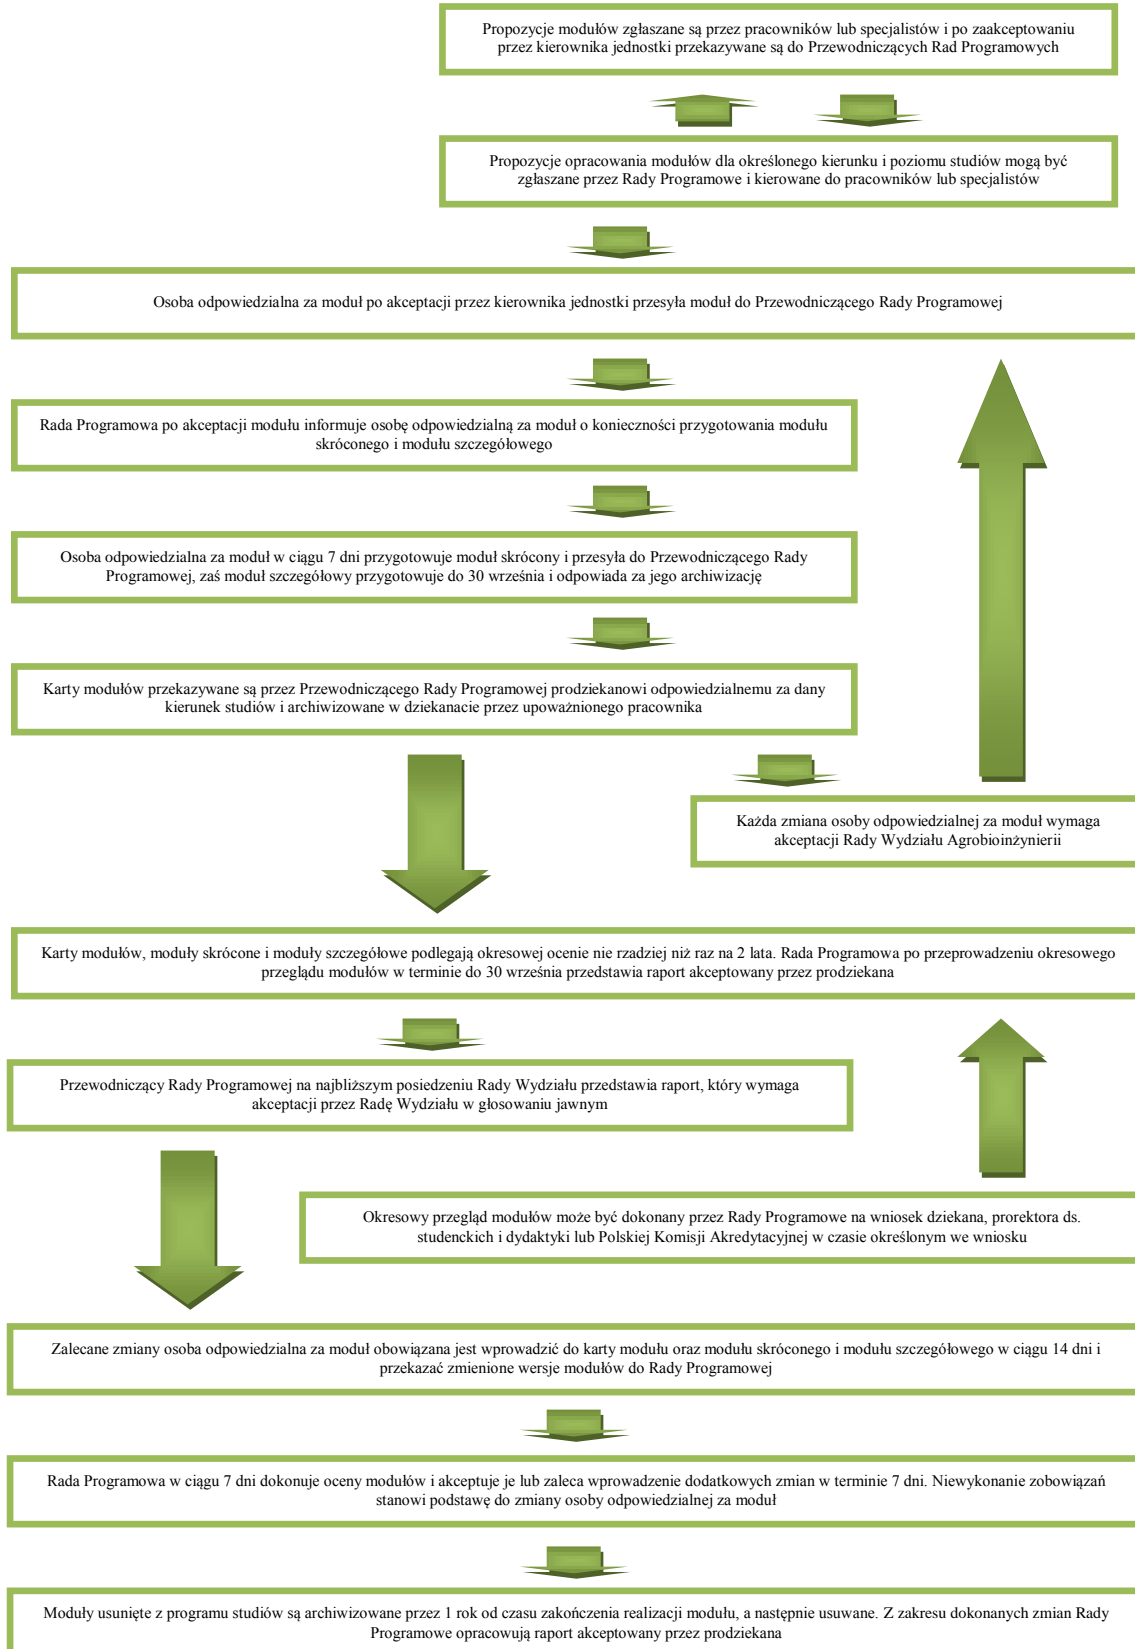 Propozycje modułów zgłaszane są przez pracowników lub specjalistów i po zaakceptowaniu
przez kierownika jednostki przekazywane są do Przewodniczących Rad Programowych
Propozycje opracowania modułów dla określonego kierunku i poziomu studiów mogą być
zgłaszane przez Rady Programowe i kierowane do pracowników lub specjalistów
Osoba odpowiedzialna za moduł po akceptacji przez kierownika jednostki przesyła moduł do Przewodniczącego Rady Programowej
Rada Programowa po akceptacji modułu informuje osobę odpowiedzialną za moduł o konieczności przygotowania modułu
skróconego i modułu szczegółowego
Osoba odpowiedzialna za moduł w ciągu 7 dni przygotowuje moduł skrócony i przesyła do Przewodniczącego Rady
Programowej, zaś moduł szczegółowy przygotowuje do 30 września i odpowiada za jego archiwizację
Karty modułów przekazywane są przez Przewodniczącego Rady Programowej prodziekanowi odpowiedzialnemu za dany
kierunek studiów i archiwizowane w dziekanacie przez upoważnionego pracownika
Każda zmiana osoby odpowiedzialnej za moduł wymaga
akceptacji Rady Wydziału Agrobioinżynierii
Karty modułów, moduły skrócone i moduły szczegółowe podlegają okresowej ocenie nie rzadziej niż raz na 2 lata. Rada Programowa po przeprowadzeniu okresowego
przeglądu modułów w terminie do 30 września przedstawia raport akceptowany przez prodziekana
Przewodniczący Rady Programowej na najbliższym posiedzeniu Rady Wydziału przedstawia raport, który wymaga
akceptacji przez Radę Wydziału w głosowaniu jawnym
Okresowy przegląd modułów może być dokonany przez Rady Programowe na wniosek dziekana, prorektora ds.
studenckich i dydaktyki lub Polskiej Komisji Akredytacyjnej w czasie określonym we wniosku
Zalecane zmiany osoba odpowiedzialna za moduł obowiązana jest wprowadzić do karty modułu oraz modułu skróconego i modułu szczegółowego w ciągu 14 dni i
przekazać zmienione wersje modułów do Rady Programowej
Rada Programowa w ciągu 7 dni dokonuje oceny modułów i akceptuje je lub zaleca wprowadzenie dodatkowych zmian w terminie 7 dni. Niewykonanie zobowiązań
stanowi podstawę do zmiany osoby odpowiedzialnej za moduł
Moduły usunięte z programu studiów są archiwizowane przez 1 rok od czasu zakończenia realizacji modułu, a następnie usuwane. Z zakresu dokonanych zmian Rady
Programowe opracowują raport akceptowany przez prodziekana